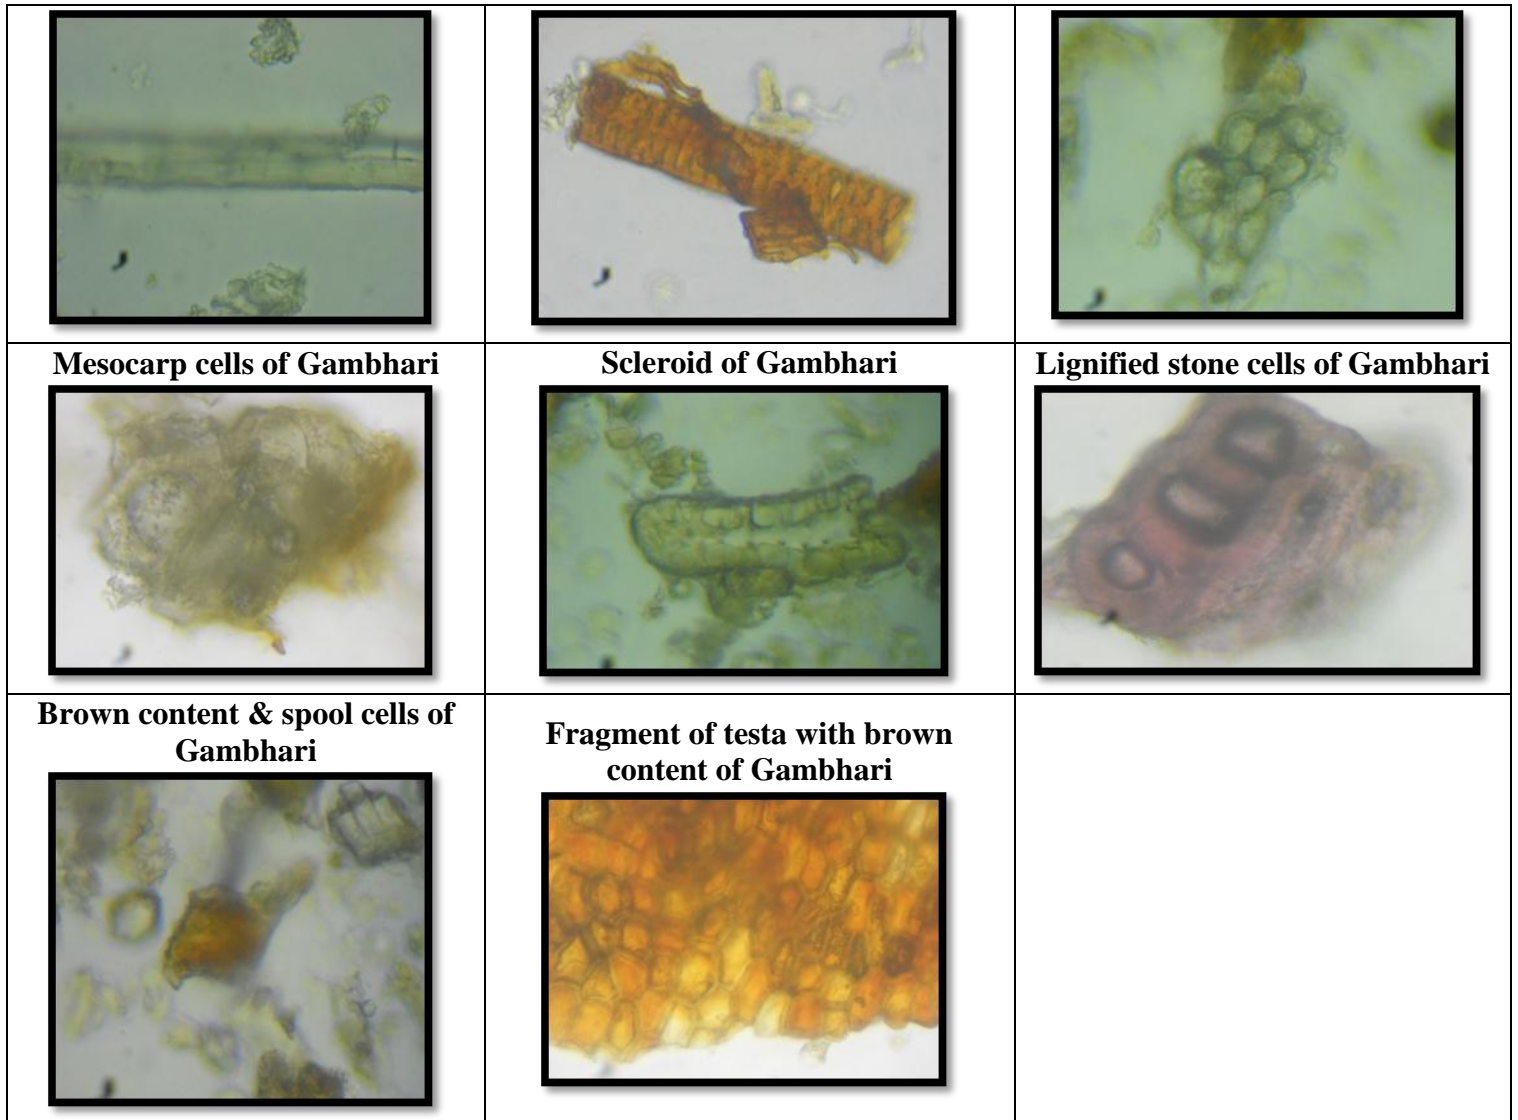 Mesocarp cells of Gambhari
Scleroid of Gambhari
Lignified stone cells of Gambhari
Brown content & spool cells of
Gambhari
Fragment of testa with brown
content of Gambhari